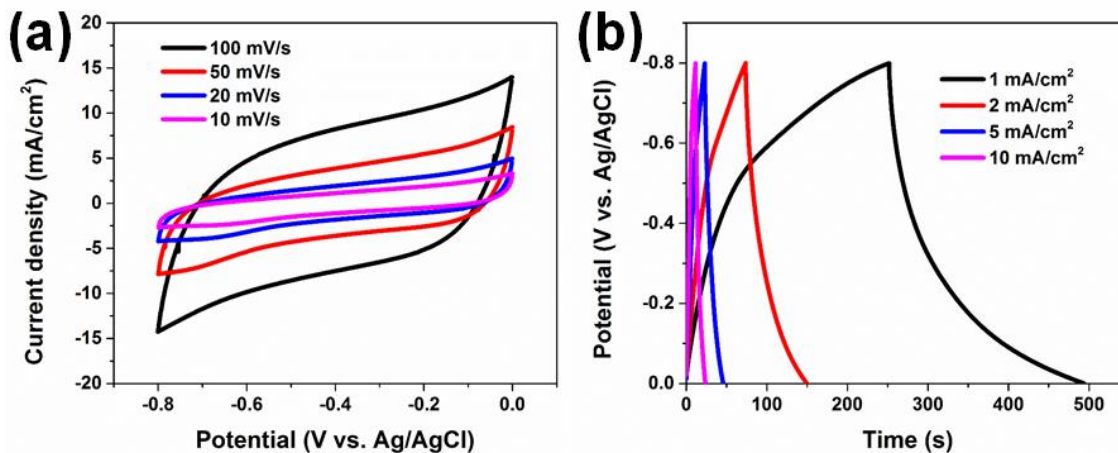 (a)
20
15
10
5
0
-5
-10
-15
-20
Current density (mA/cm²)
100 mV/s
50 mV/s
20 mV/s
10 mV/s
-0.8
-0.6
-0.4
-0.2
0.0
Potential (V vs. Ag/AgCl)
(b)
-0.8
-0.6
-0.4
-0.2
0.0
Potential (V vs. Ag/AgCl)
1 mA/cm²
2 mA/cm²
5 mA/cm²
10 mA/cm²
0
100
200
300
400
500
Time (s)